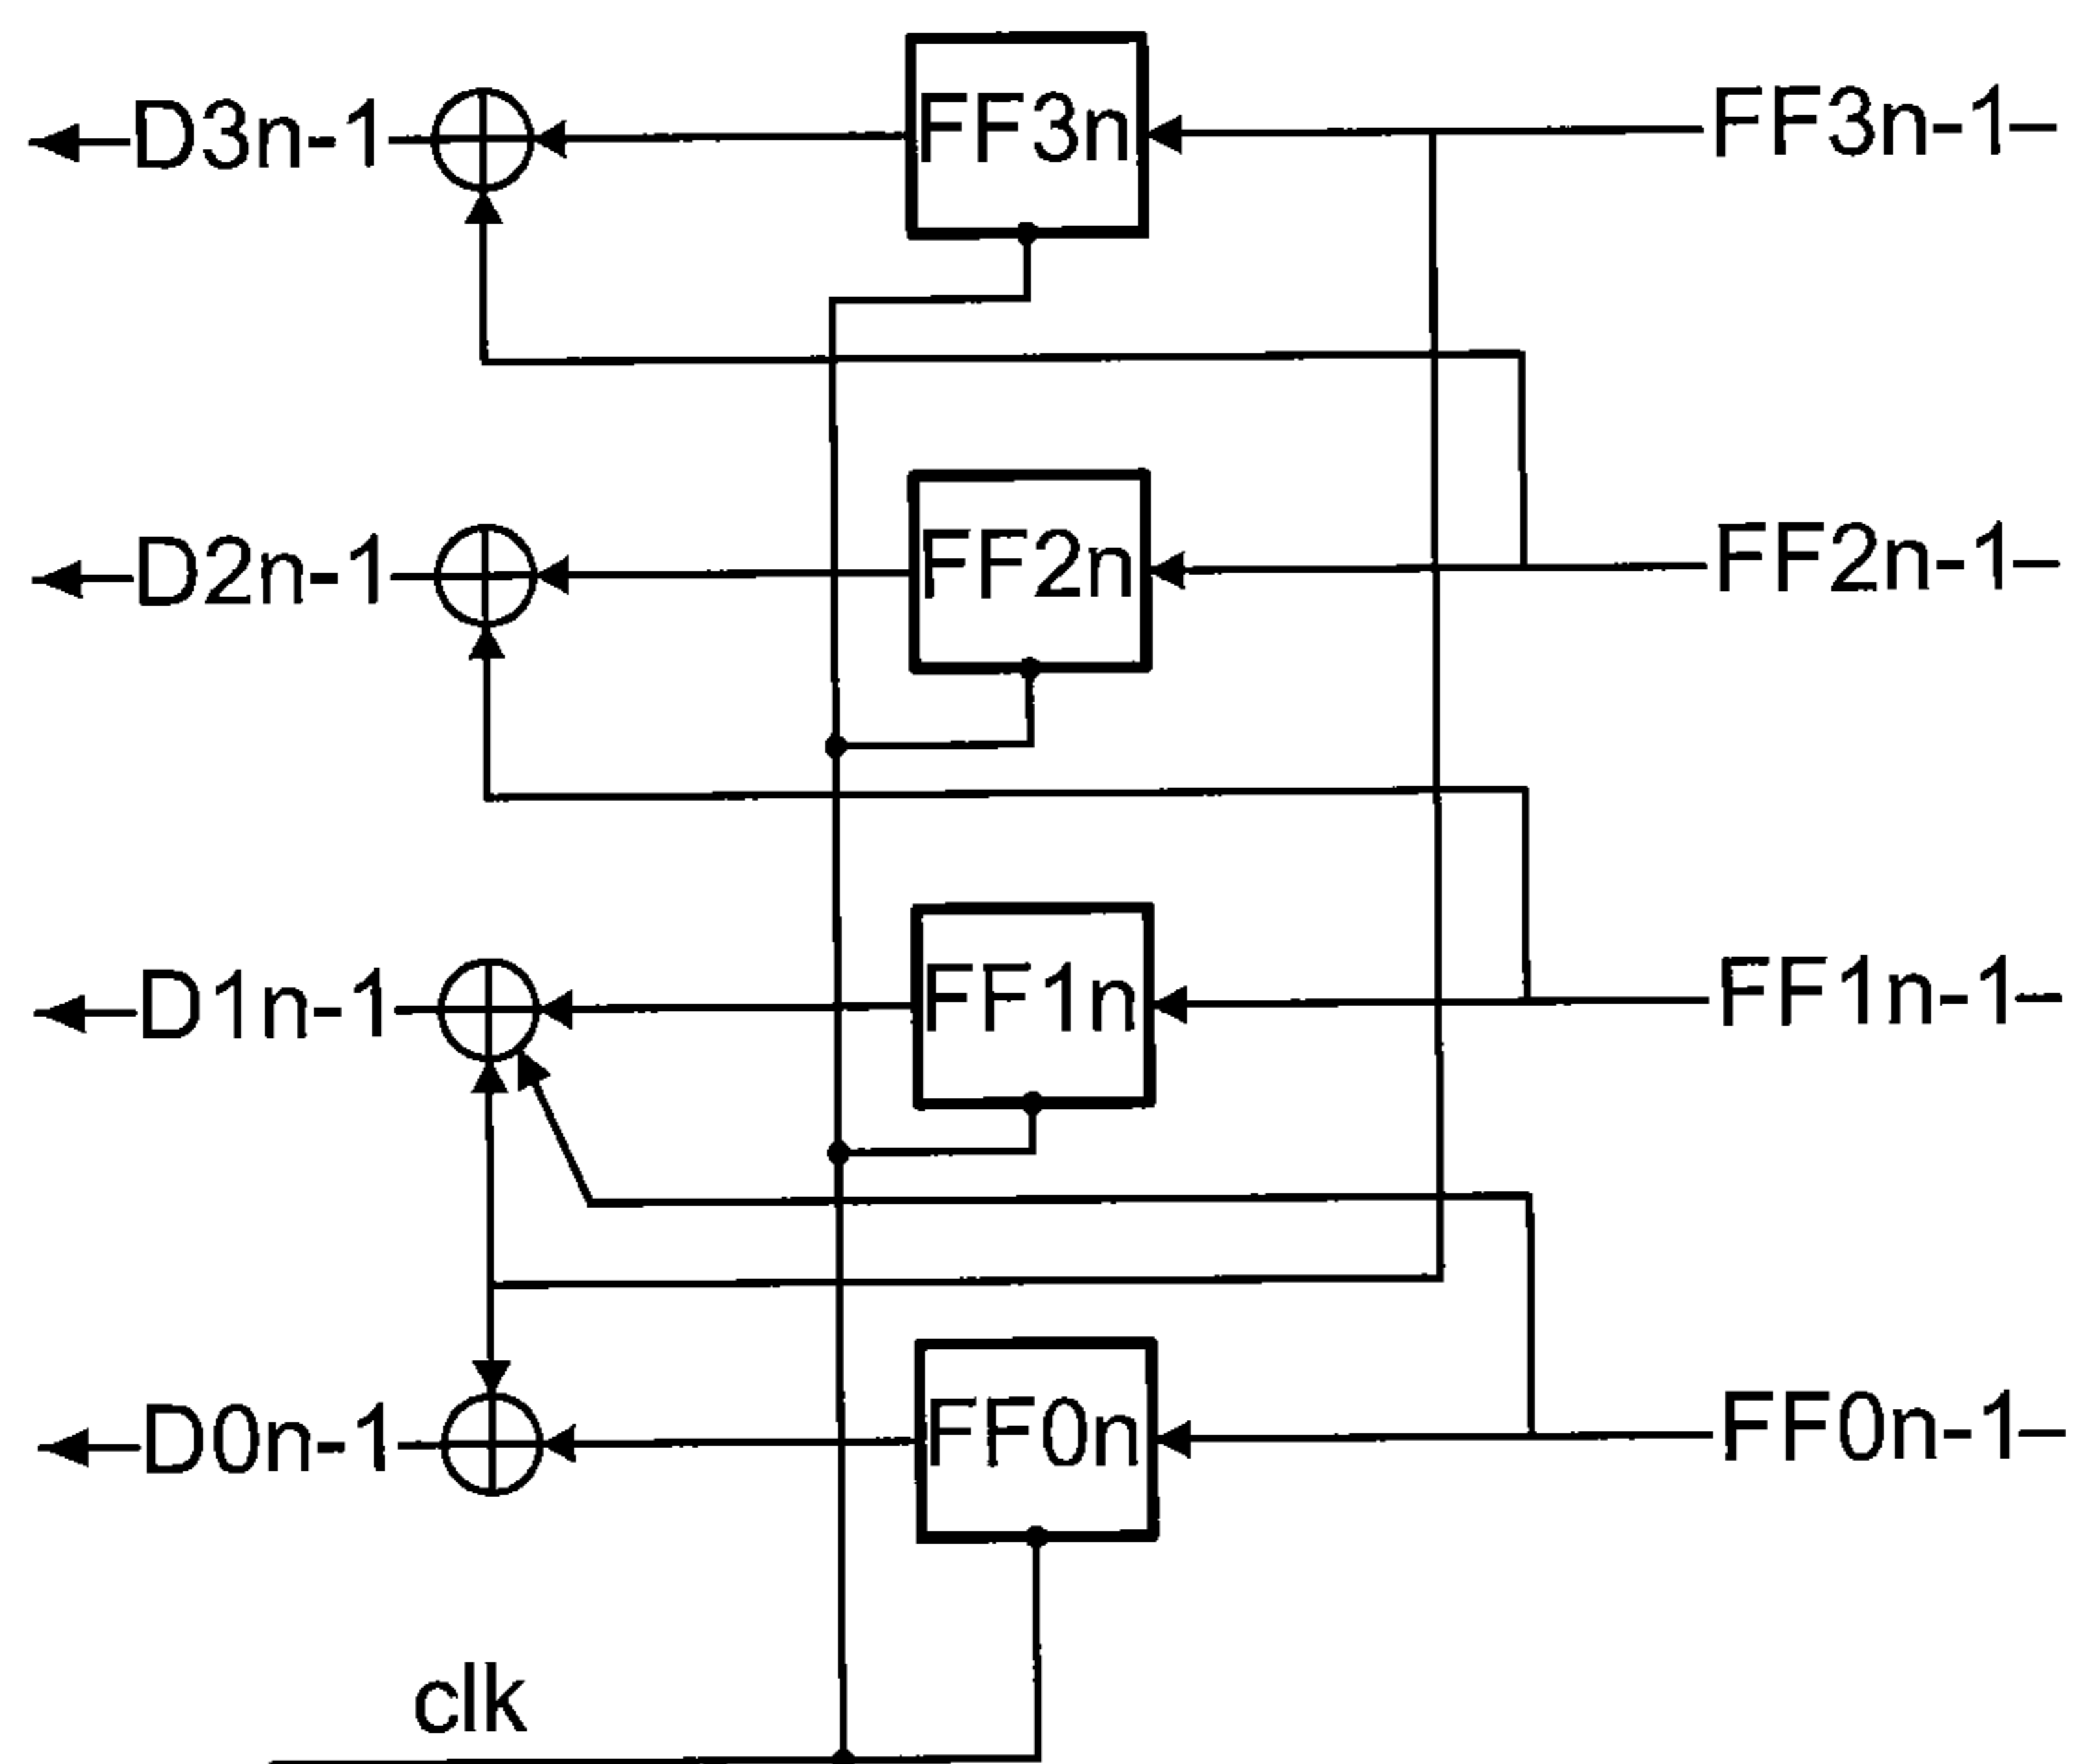 D3n-1 FF3n FF3n-1
D2n-1 FF2n FF2n-1
D1n-1 FF1n FF1n-1
D0n-1 FF0n FF0n-1
clk